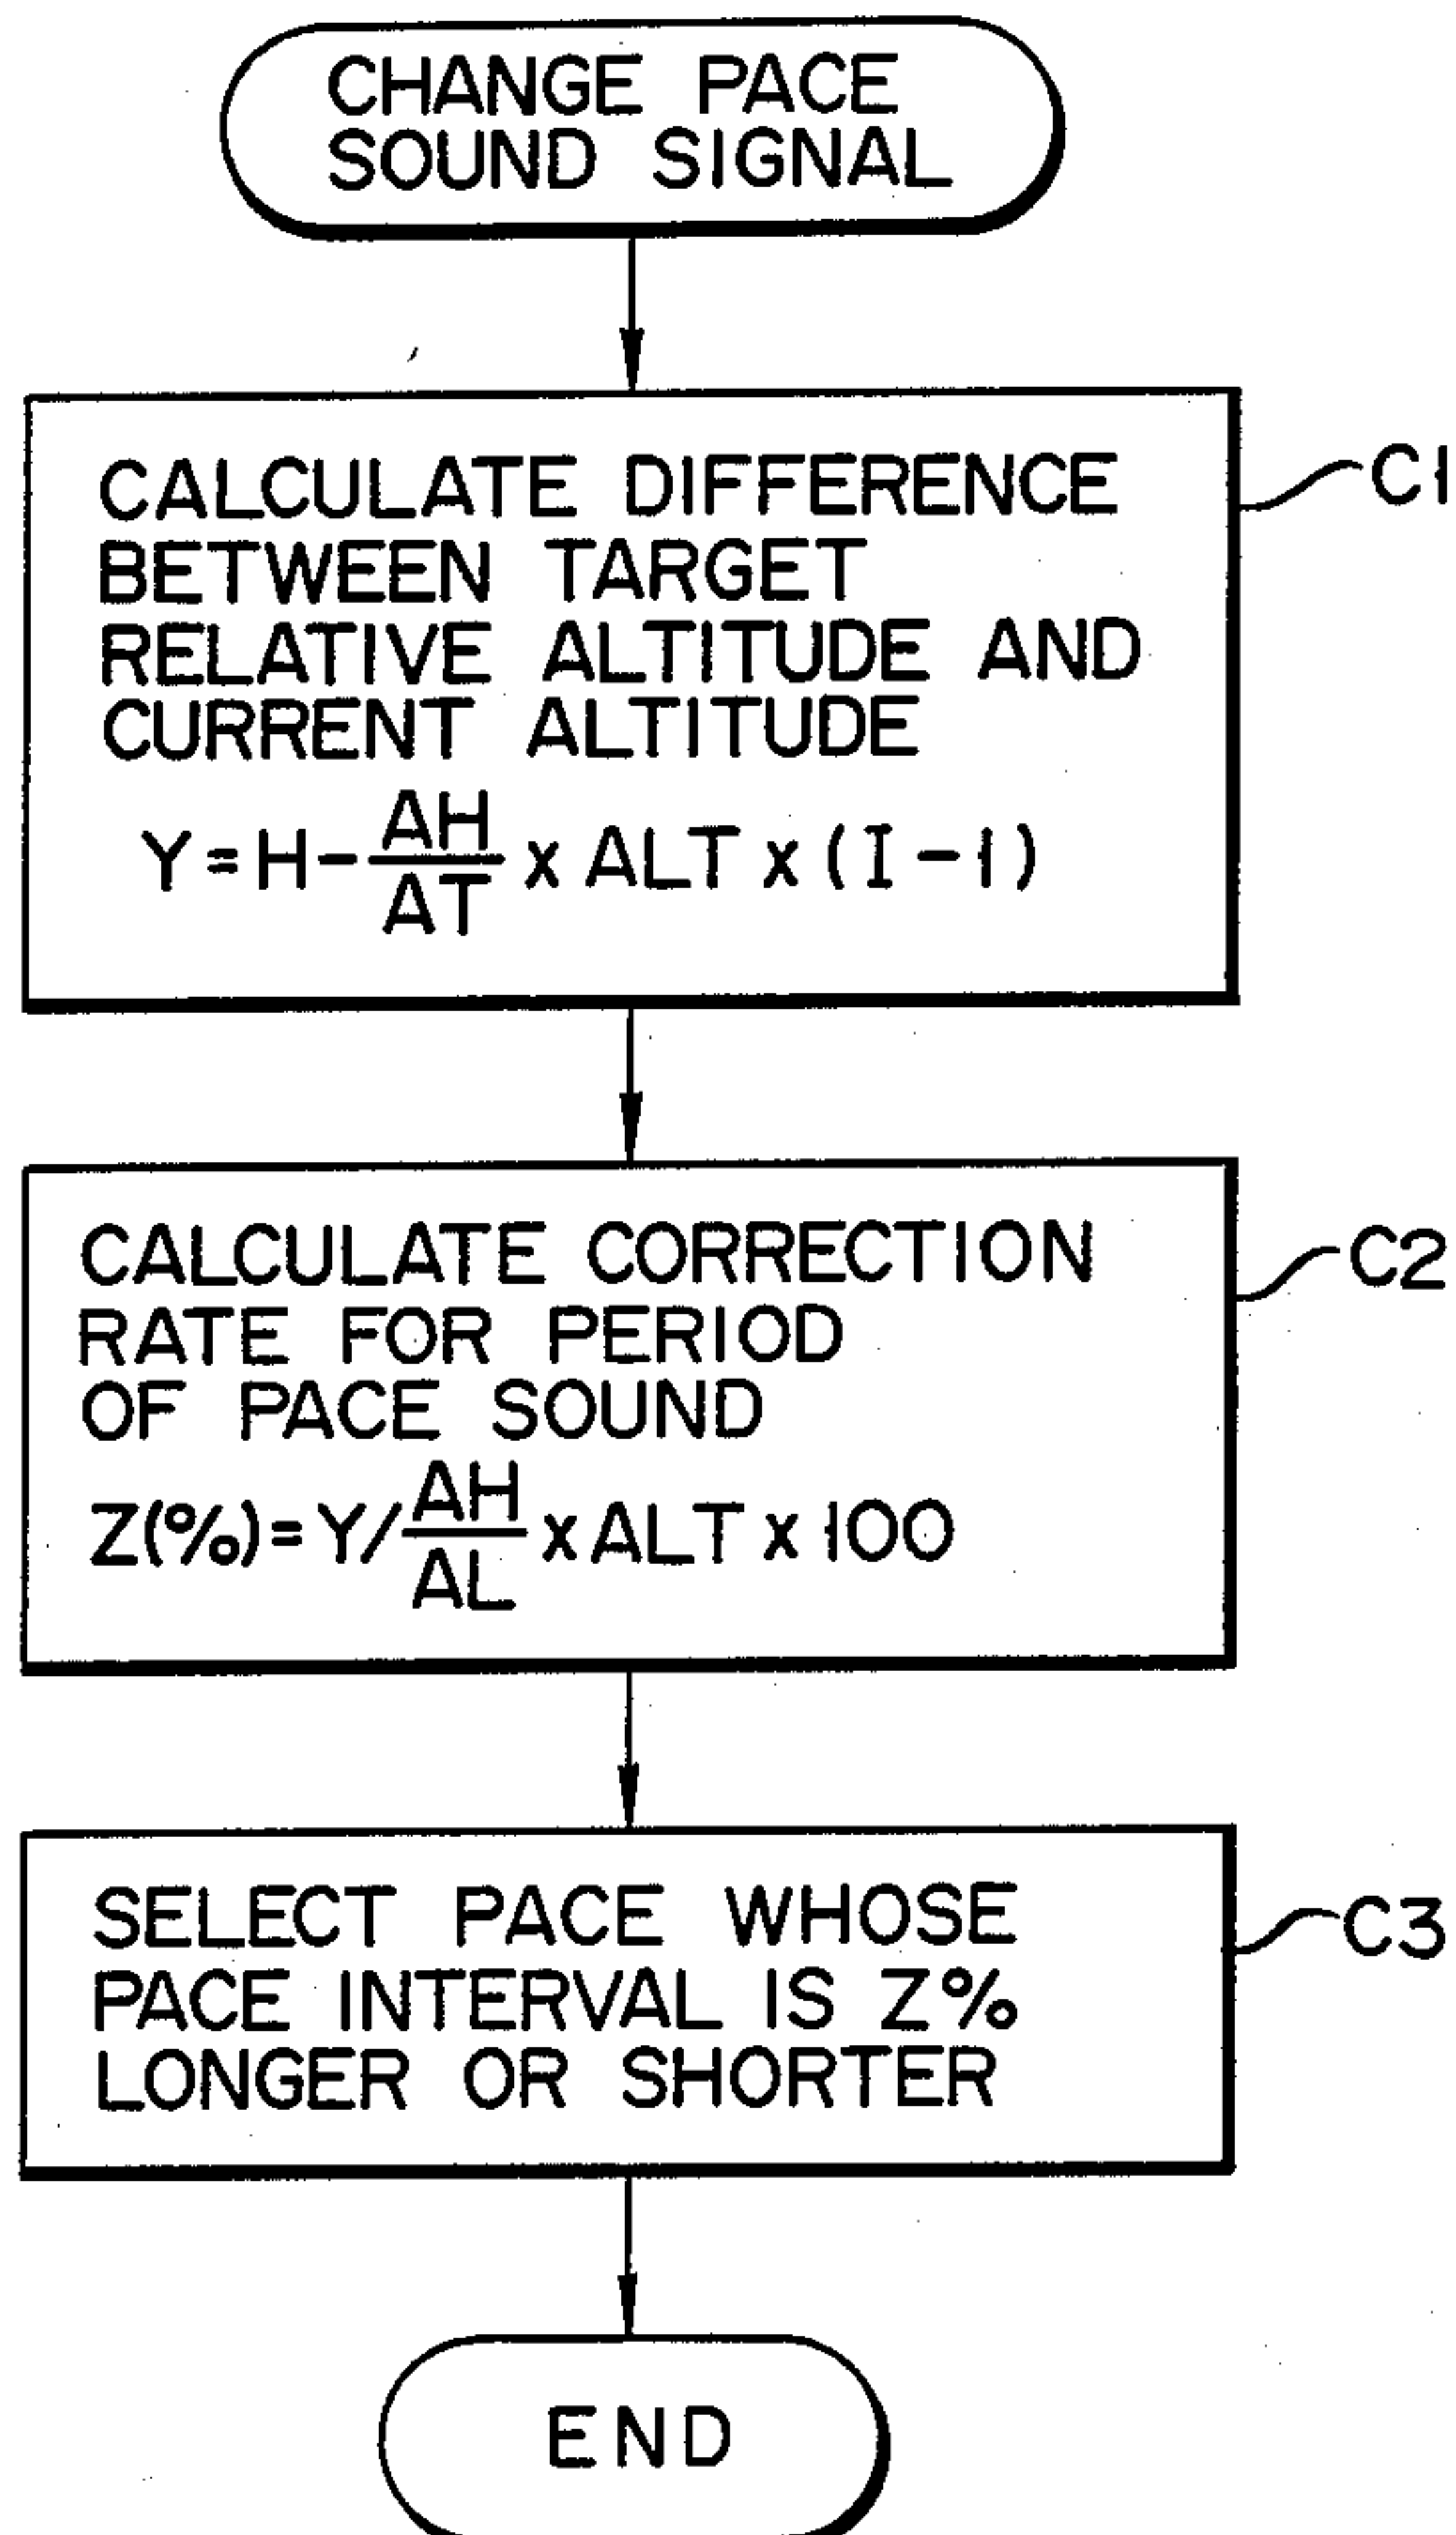 CHANGE PACE
SOUND SIGNAL
CALCULATE DIFFERENCE
BETWEEN TARGET
RELATIVE ALTITUDE AND
CURRENT ALTITUDE
Y=H-AH/AT x ALT x (I-1)
C1
CALCULATE CORRECTION
RATE FOR PERIOD
OF PACE SOUND
Z(%)=Y/AH/AL x ALT x 100
C2
SELECT PACE WHOSE
PACE INTERVAL IS Z%
LONGER OR SHORTER
C3
END